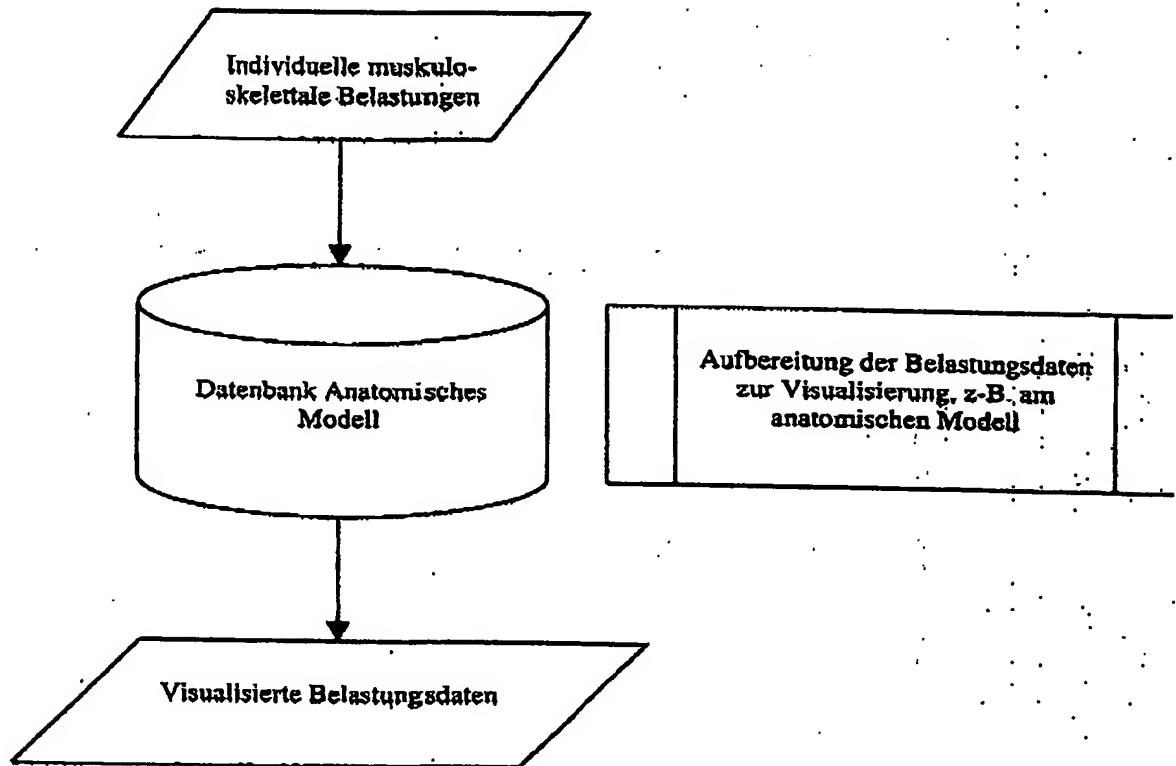 Individuelle muskulo-
skelettale Belastungen
Datenbank Anatomisches
Modell
Aufbereitung der Belastungsdaten
zur Visualisierung, z-B. am
anatomischen Modell
Visualisierte Belastungsdaten